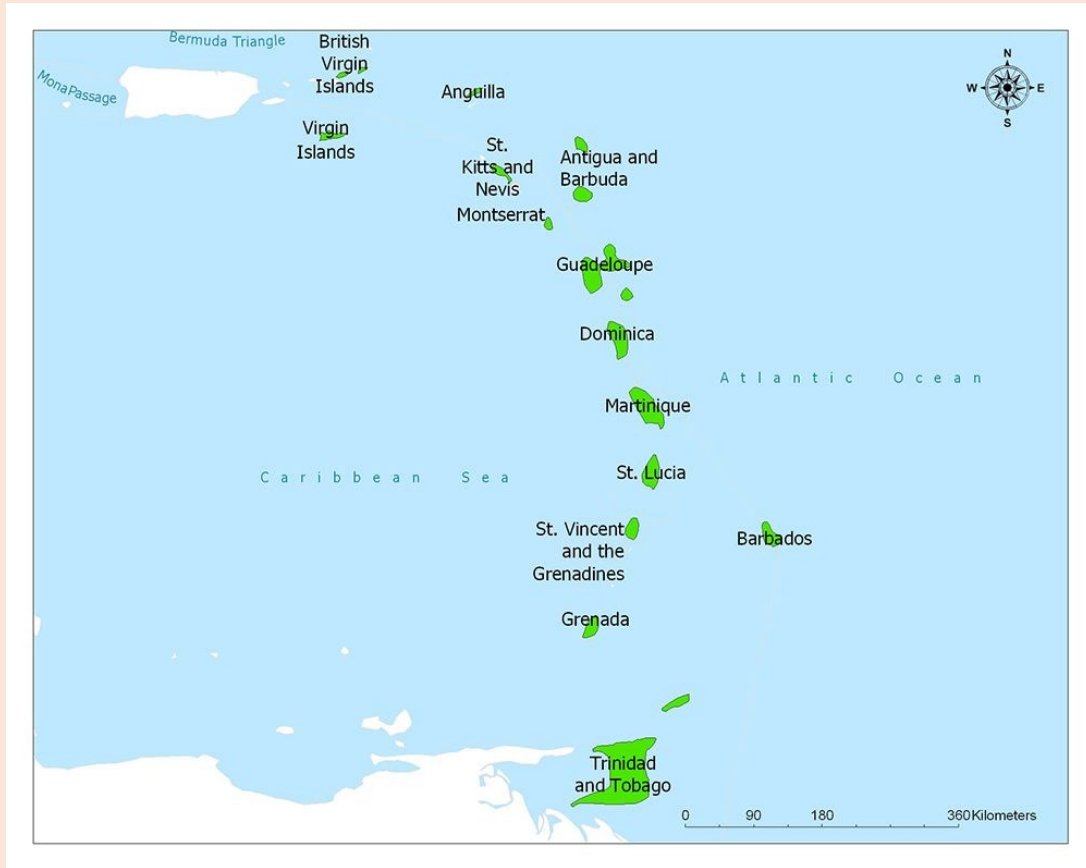 Bermuda Triangle
British
Virgin
Islands
N
W
E
S
MonaPassage
Anguilla
Virgin
Islands
St.
Kitts and
Nevis
Antigua and
Barbuda
Montserrat
Guadeloupe
Dominica
Atlantic Ocean
Martinique
Caribbean Sea
St. Lucia
St. Vincent
and the
Grenadines
Barbados
Grenada
Trinidad
and Tobago
0 90 180 360 Kilometers